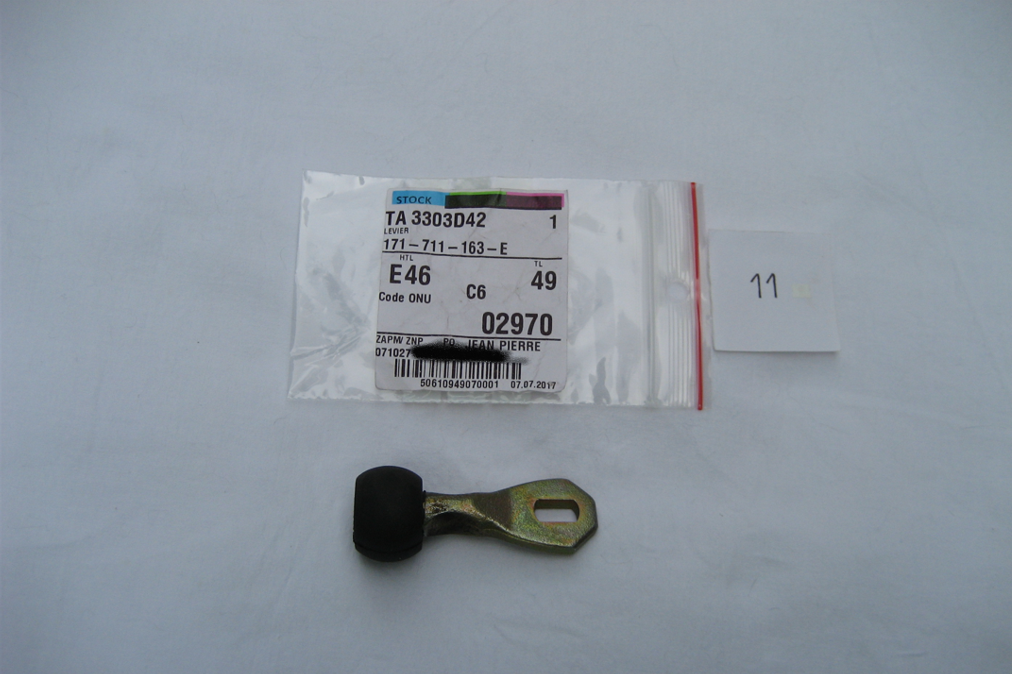 STOCK
TA 3303D42 1
LEVIER
171-711-163-E
HTL TL
E46 49
Code ONU C6
02970
ZAPM/ZNP PQ JEAN PIERRE
071027
50610949070001 07.07.2017
11